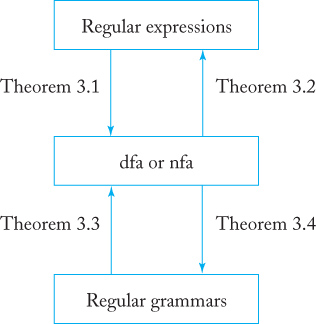 Regular expressions
Theorem 3.1
Theorem 3.2
dfa or nfa
Theorem 3.3
Theorem 3.4
Regular grammars